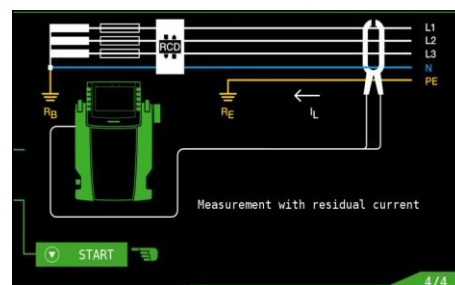 L1
L2
L3
N
PE
RCD
RB
RE
IL
Measurement with residual current
START
4/4